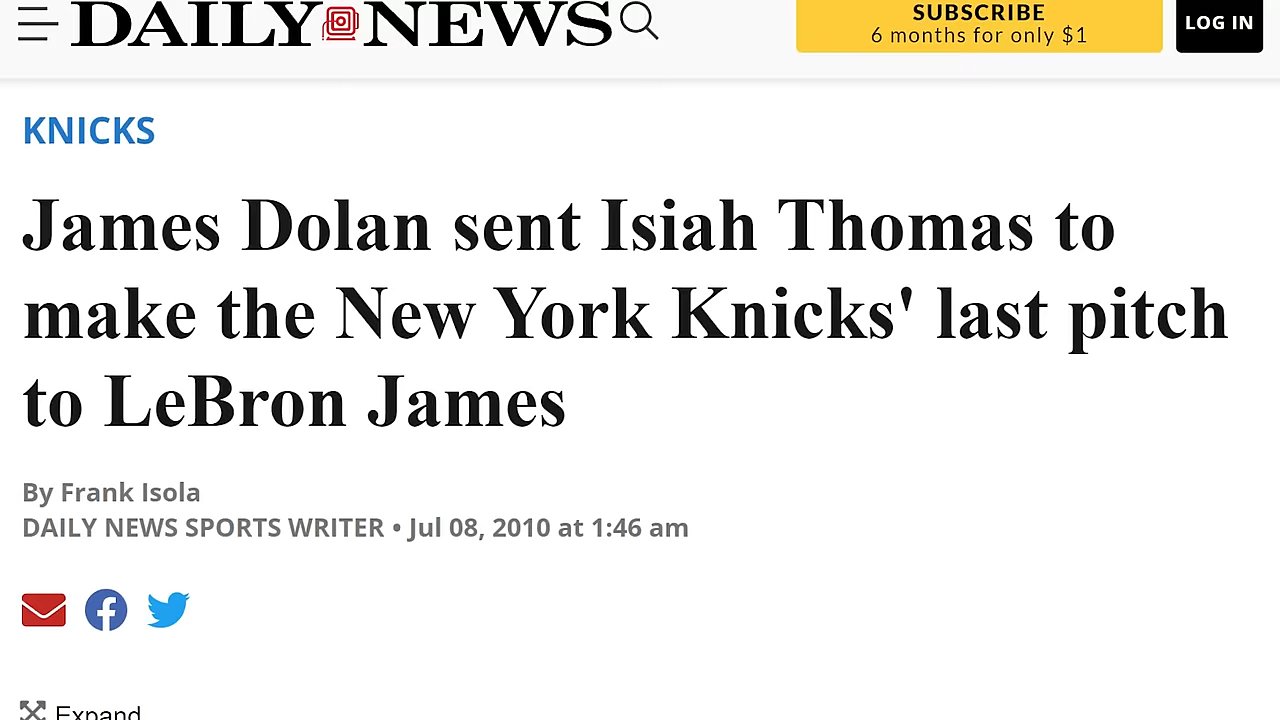 DAILY NEWS
SUBSCRIBE
6 months for only $1
LOG IN
KNICKS
James Dolan sent Isiah Thomas to
make the New York Knicks' last pitch
to LeBron James
By Frank Isola
DAILY NEWS SPORTS WRITER • Jul 08, 2010 at 1:46 am
Expand